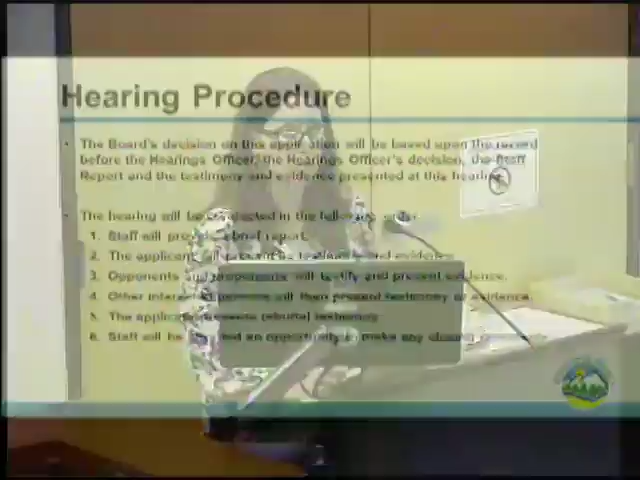 Hearing Procedure
• The Board's decision on this application will be based upon the record
before the Hearings Officer, the Hearings Officer's decision, the Staff
Report and the testimony and evidence presented at this hearing.
• The hearing will be conducted in the following order
1. Staff will provide a brief report.
2. The applicant will present its testimony and evidence.
3. Opponents and proponents will testify and present evidence.
4. Other interested persons will then present testimony or evidence.
5. The applicant presents rebuttal testimony.
6. Staff will be an opportunity to make any closing